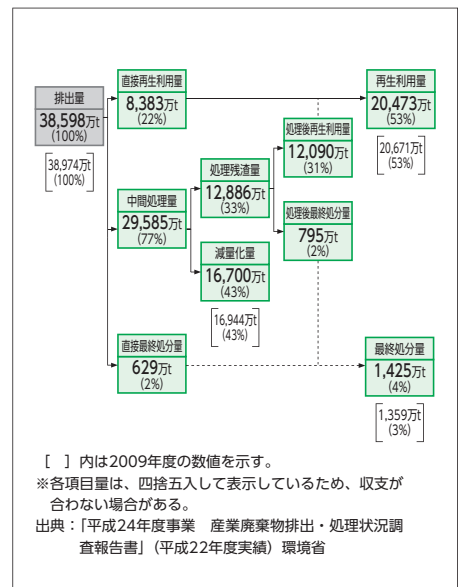 排出量
38,598万t
(100%)
[38,974万t
(100%)]
直接再生利用量
8,383万t
(22%)
中間処理量
29,585万t
(77%)
直接最終処分量
629万t
(2%)
処理残渣量
12,886万t
(33%)
減量化量
16,700万t
(43%)
[16,944万t
(43%)]
処理後再生利用量
12,090万t
(31%)
処理後最終処分量
795万t
(2%)
再生利用量
20,473万t
(53%)
[20,671万t
(53%)]
最終処分量
1,425万t
(4%)
[1,359万t
(3%)]
［　］内は2009年度の数値を示す。
※各項目量は、四捨五入して表示しているため、収支が
合わない場合がある。
出典：「平成24年度事業　産業廃棄物排出・処理状況調
査報告書」（平成22年度実績）環境省